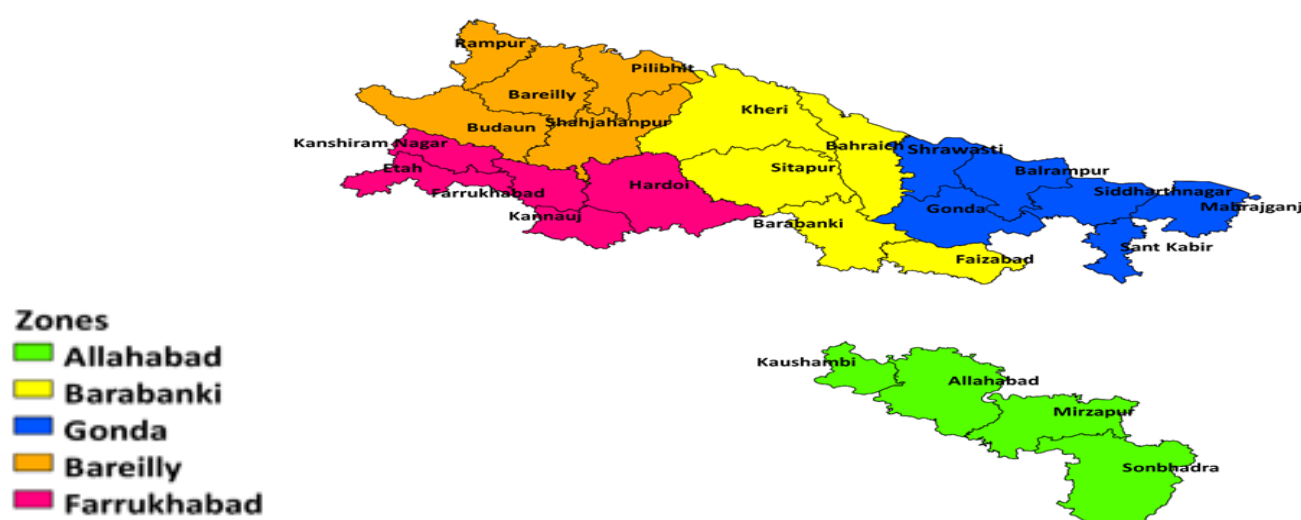 Rampur
Pilibhit
Bareilly
Kheri
Budaun
Shahjahanpur
Kanshiram Nagar
Bahraich
Shrawasti
Etah
Sitapur
Balrampur
Farrukhabad
Hardoi
Siddharthnagar
Kannauj
Gonda
Mahrajganj
Barabanki
Sant Kabir
Faizabad
Zones
Allahabad
Barabanki
Gonda
Bareilly
Farrukhabad
Kaushambi
Allahabad
Mirzapur
Sonbhadra